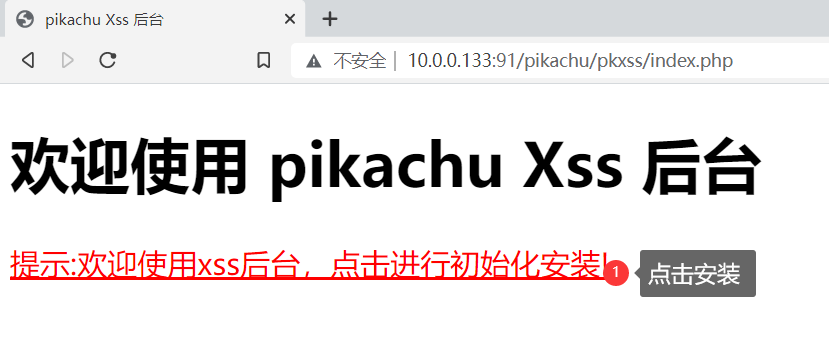 pikachu Xss 后台
不安全 10.0.0.133:91/pikachu/pkxss/index.php
欢迎使用 pikachu Xss 后台
提示:欢迎使用xss后台，点击进行初始化安装!
1 点击安装